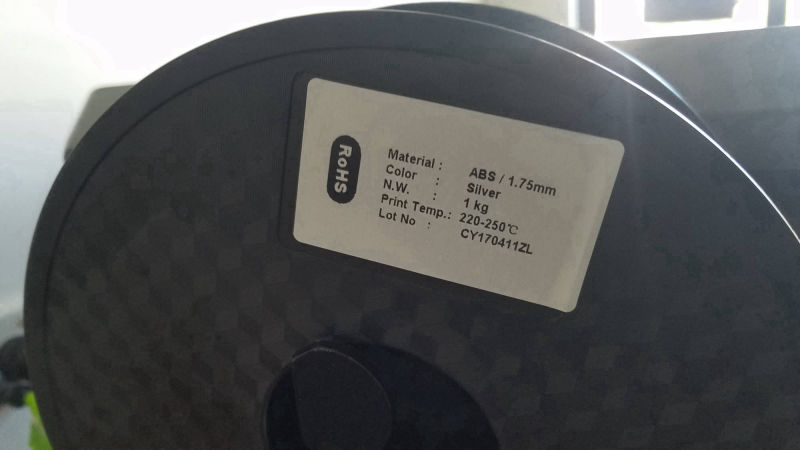 RoHS
Material : ABS / 1.75mm
Color : Silver
N.W. : 1 kg
Print Temp.: 220-250℃
Lot No : CY170411ZL